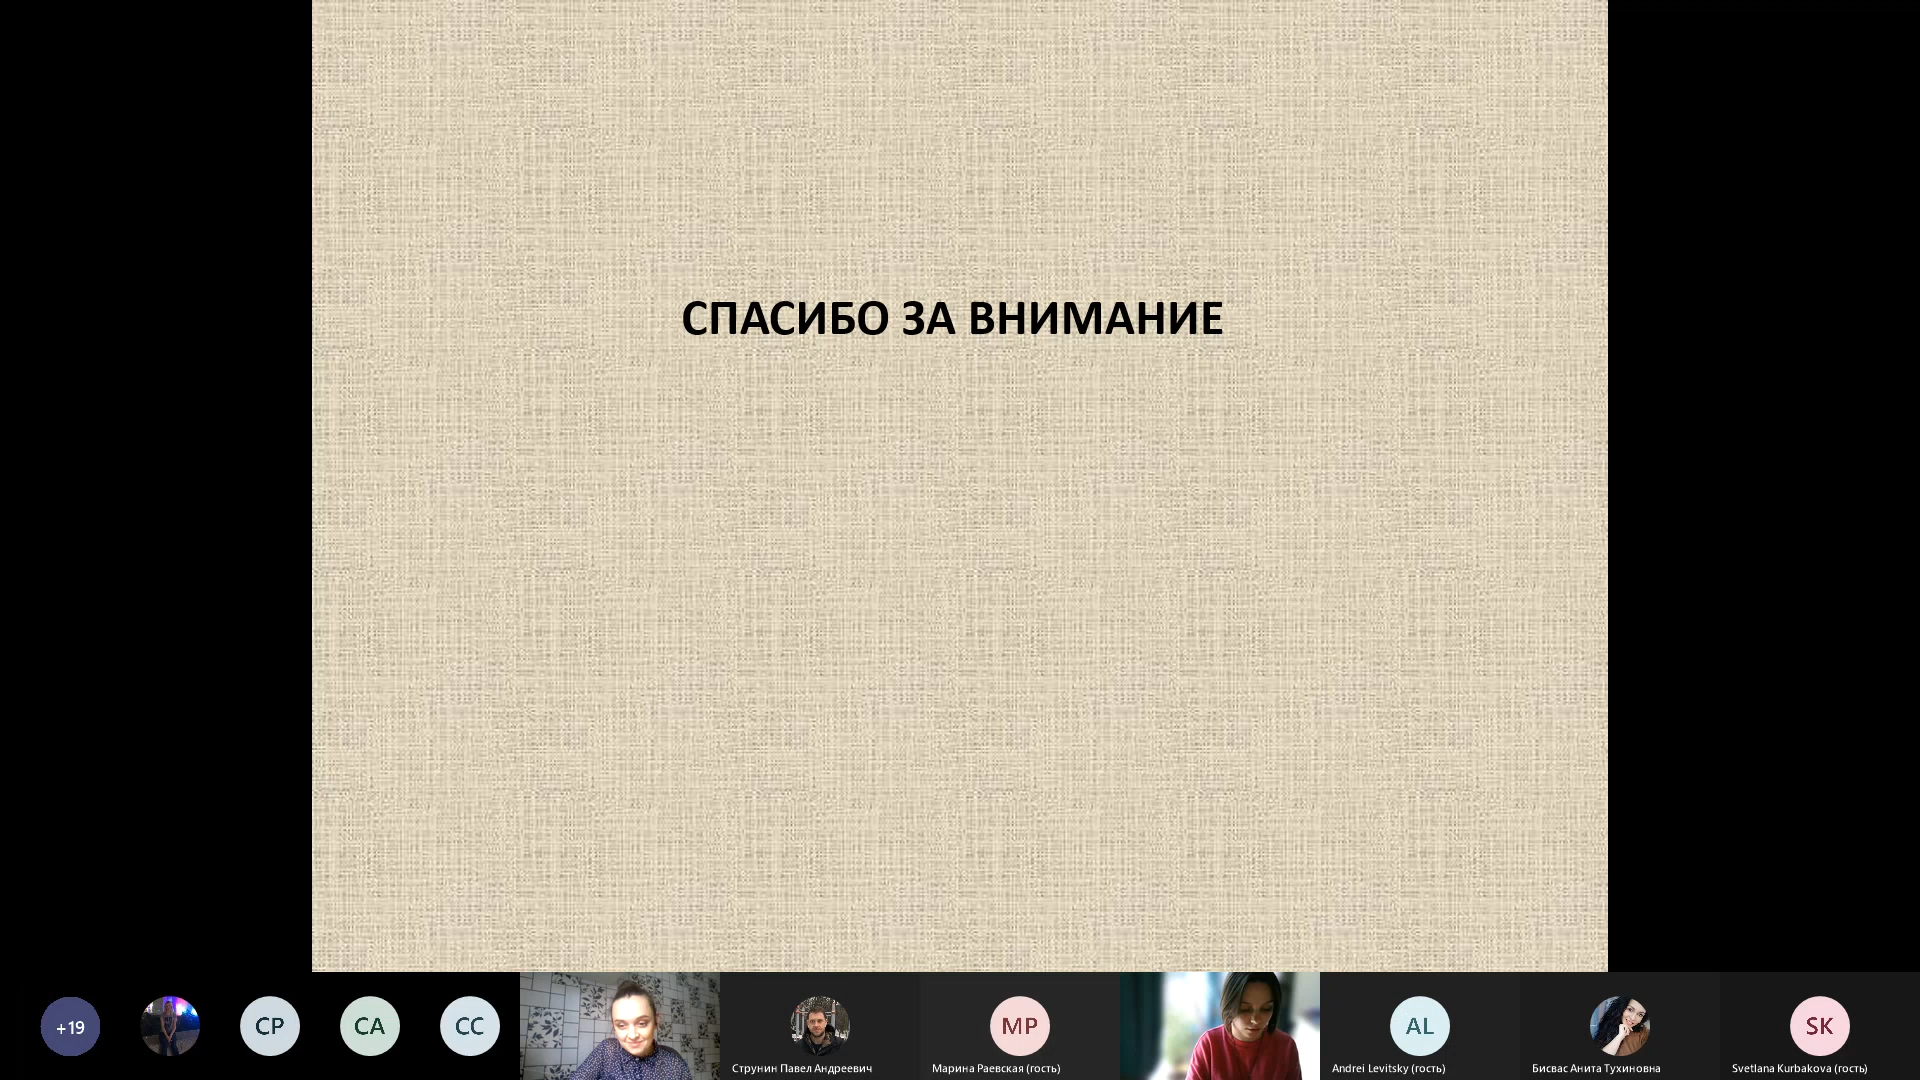 СПАСИБО ЗА ВНИМАНИЕ
+19
СР
СА
СС
Струнин Павел Андреевич
МР
Марина Раевская (гость)
AL
Andrei Levitsky (гость)
Бисвас Анита Тухиновна
SK
Svetlana Kurbakova (гость)